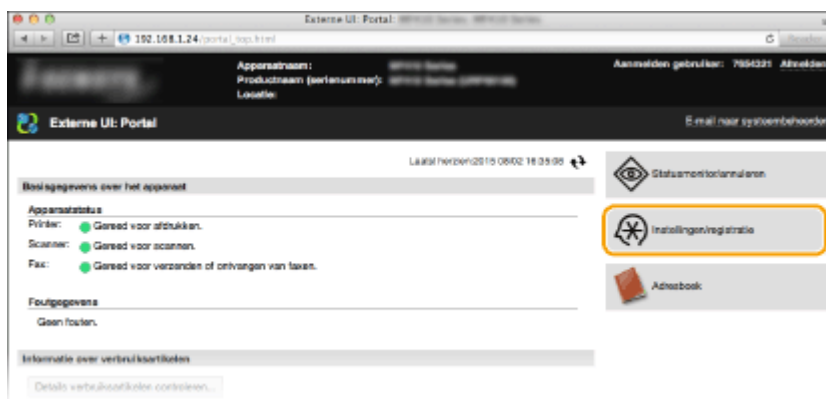 Externe UI: Portal:
192.168.1.24/portal_top.html
Reader
Apparaatnaam:
Productnaam (serienummer):
Locatie:
Aanmelden gebruiker: 7654321 Afmelden
Externe UI: Portal
E-mail naar systeembeheerder
Laatst herzien:2015 08/02 16:35:08
Basisgegevens over het apparaat
Apparaatstatus
Printer: Gereed voor afdrukken.
Scanner: Gereed voor scannen.
Fax: Gereed voor verzenden of ontvangen van faxen.
Foutgegevens
Geen fouten.
Informatie over verbruiksartikelen
Details verbruiksartikelen controleren...
Statusmonitor/annuleren
Instellingen/registratie
Adresboek